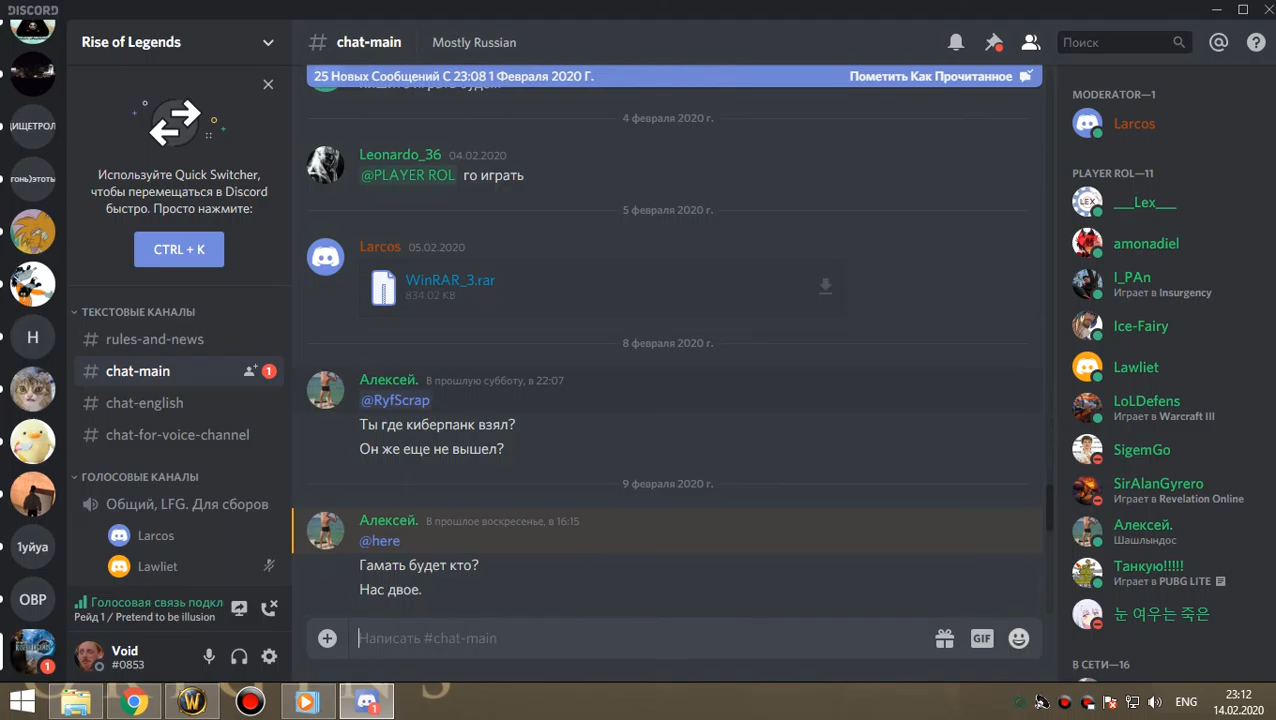 DISCORD
ИЩЕТРОЛ
гонь)этоть
H
1уйуа
OBP
1
Rise of Legends
Используйте Quick Switcher,
чтобы перемещаться в Discord
быстро. Просто нажмите:
CTRL + K
ТЕКСТОВЫЕ КАНАЛЫ
# rules-and-news
# chat-main 1
# chat-english
# chat-for-voice-channel
ГОЛОСОВЫЕ КАНАЛЫ
Общий, LFG. Для сборов
Larcos
Lawliet
Голосовая связь подкл
Рейд 1 / Pretend to be illusion
Void
#0853
# chat-main Mostly Russian
Поиск
25 Новых Сообщений С 23:08 1 Февраля 2020 Г. Пометить Как Прочитанное
4 февраля 2020 г.
Leonardo_36 04.02.2020
@PLAYER ROL го играть
5 февраля 2020 г.
Larcos 05.02.2020
WinRAR_3.rar
834.02 KB
8 февраля 2020 г.
Алексей. В прошлую субботу, в 22:07
@RyfScrap
Ты где киберпанк взял?
Он же еще не вышел?
9 февраля 2020 г.
Алексей. В прошлое воскресенье, в 16:15
@here
Гамать будет кто?
Нас двое.
Написать #chat-main
GIF
MODERATOR—1
Larcos
PLAYER ROL—11
LEX
___Lex___
amonadiel
I_PAn
Играет в Insurgency
Ice-Fairy
Lawliet
LoLDefens
Играет в Warcraft III
SigemGo
SirAlanGyrero
Играет в Revelation Online
Алексей.
Шашлындос
Танкую!!!!!
Играет в PUBG LITE
눈 여우는 죽은
В СЕТИ—16
1
ENG
23:12
14.02.2020